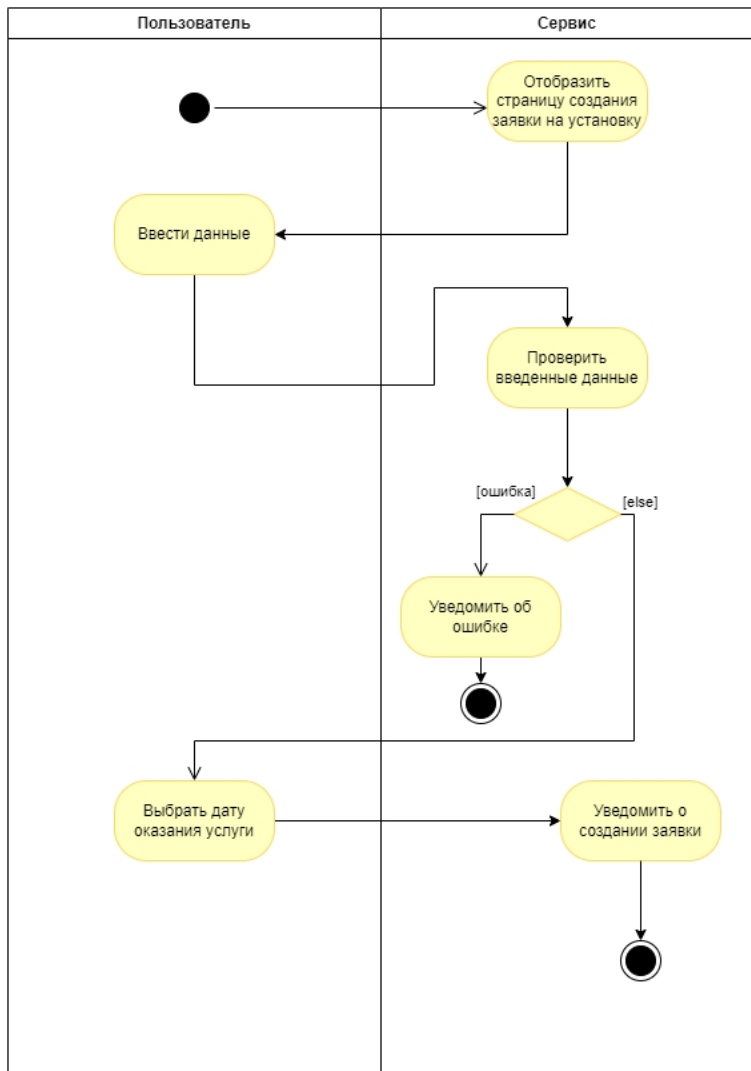 Пользователь
Сервис
Отобразить
страницу создания
заявки на установку
Ввести данные
Проверить
введенные данные
[ошибка]
[else]
Уведомить об
ошибке
Выбрать дату
оказания услуги
Уведомить о
создании заявки